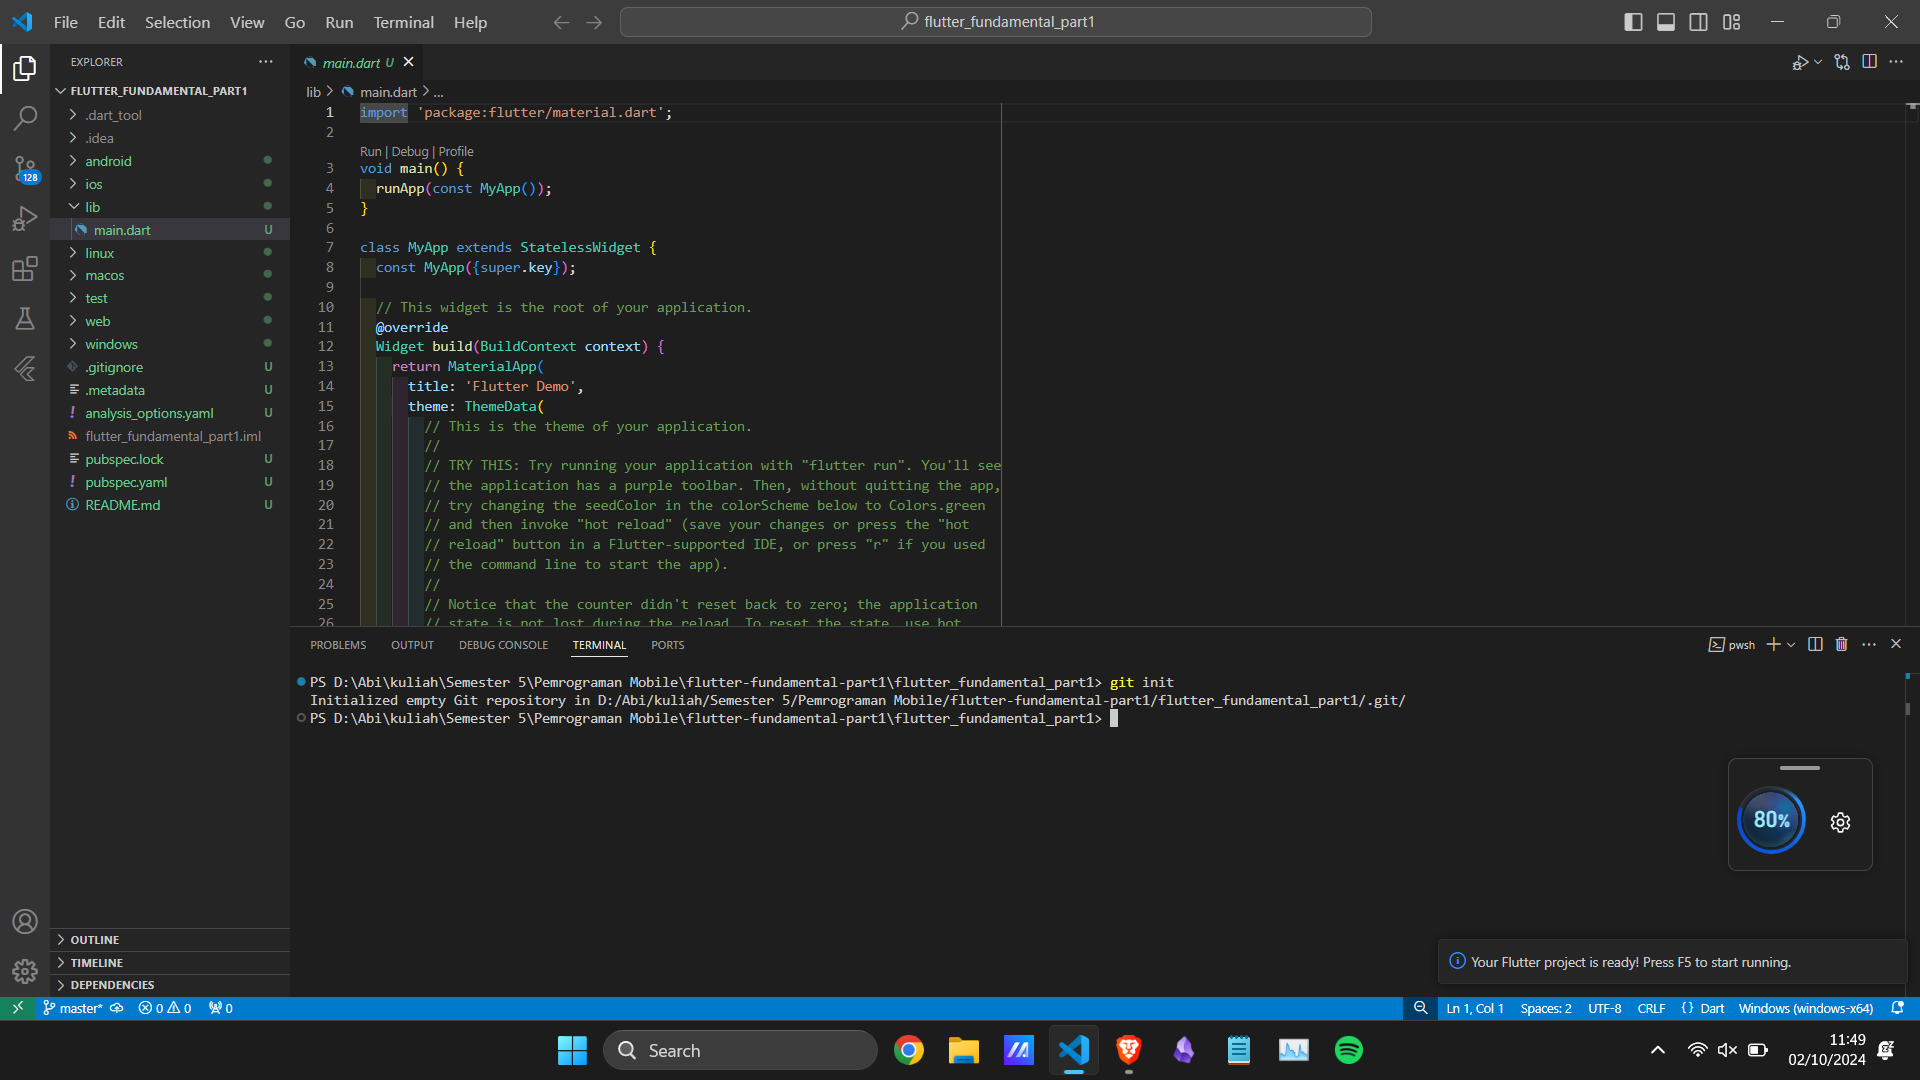 File Edit Selection View Go Run Terminal Help
flutter_fundamental_part1
EXPLORER
FLUTTER_FUNDAMENTAL_PART1
.dart_tool
.idea
android
ios
lib
main.dart U
linux
macos
test
web
windows
.gitignore U
.metadata U
analysis_options.yaml U
flutter_fundamental_part1.iml
pubspec.lock U
pubspec.yaml U
README.md U
OUTLINE
TIMELINE
DEPENDENCIES
128
main.dart U
lib > main.dart > ...
1 import 'package:flutter/material.dart';
2
Run | Debug | Profile
3 void main() {
4 runApp(const MyApp());
5 }
6
7 class MyApp extends StatelessWidget {
8 const MyApp({super.key});
9
10 // This widget is the root of your application.
11 @override
12 Widget build(BuildContext context) {
13 return MaterialApp(
14 title: 'Flutter Demo',
15 theme: ThemeData(
16 // This is the theme of your application.
17 //
18 // TRY THIS: Try running your application with "flutter run". You'll see
19 // the application has a purple toolbar. Then, without quitting the app,
20 // try changing the seedColor in the colorScheme below to Colors.green
21 // and then invoke "hot reload" (save your changes or press the "hot
22 // reload" button in a Flutter-supported IDE, or press "r" if you used
23 // the command line to start the app).
24 //
25 // Notice that the counter didn't reset back to zero; the application
26 // state is not lost during the reload. To reset the state, use hot
PROBLEMS OUTPUT DEBUG CONSOLE TERMINAL PORTS
pwsh
PS D:\Abi\kuliah\Semester 5\Pemrograman Mobile\flutter-fundamental-part1\flutter_fundamental_part1> git init
Initialized empty Git repository in D:/Abi/kuliah/Semester 5/Pemrograman Mobile/flutter-fundamental-part1/flutter_fundamental_part1/.git/
PS D:\Abi\kuliah\Semester 5\Pemrograman Mobile\flutter-fundamental-part1\flutter_fundamental_part1>
80%
Your Flutter project is ready! Press F5 to start running.
master* 0 0 0
Ln 1, Col 1 Spaces: 2 UTF-8 CRLF {} Dart Windows (windows-x64)
Search
11:49
02/10/2024